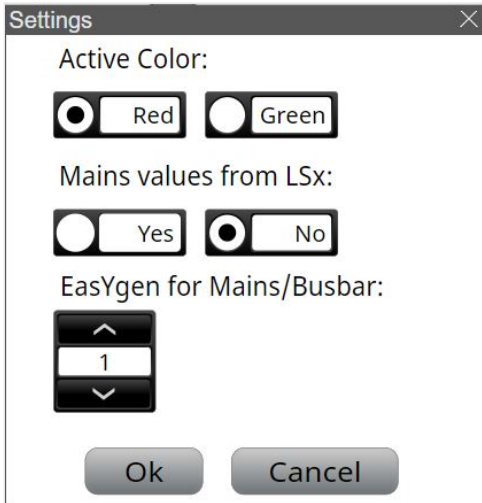 Settings
Active Color:
Red Green
Mains values from LSx:
Yes No
EasYgen for Mains/Busbar:
1
Ok Cancel